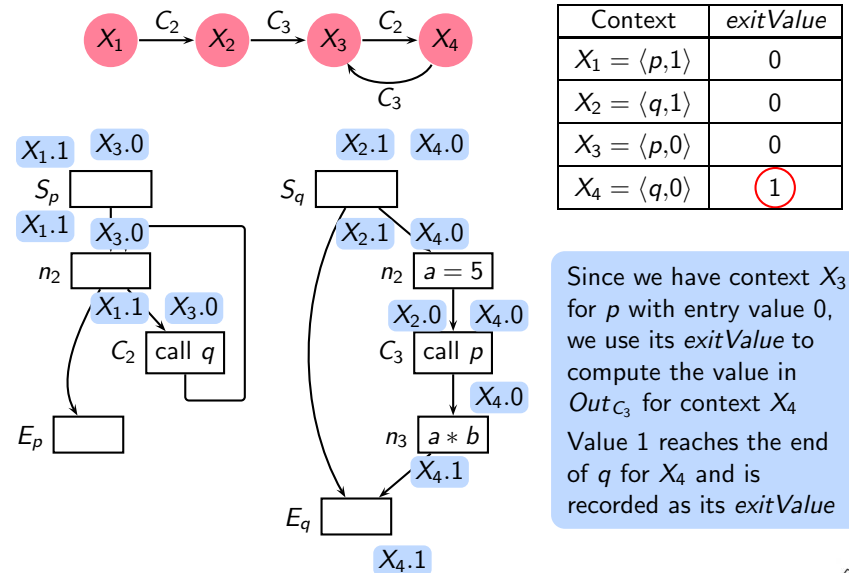 C₂ C₃ C₂
X₁ X₂ X₃ X₄
C₃
Context exitValue
X₁ = ⟨p,1⟩ 0
X₂ = ⟨q,1⟩ 0
X₃ = ⟨p,0⟩ 0
X₄ = ⟨q,0⟩ 1
X₁.1 X₃.0
Sₚ
X₁.1 X₃.0
n₂
X₁.1 X₃.0
C₂ call q
Eₚ
X₂.1 X₄.0
S_q
X₂.1 X₄.0
n₂ a = 5
X₂.0 X₄.0
C₃ call p
X₄.0
n₃ a ∗ b
X₄.1
E_q
X₄.1
Since we have context X₃
for p with entry value 0,
we use its exitValue to
compute the value in
Out_C₃ for context X₄
Value 1 reaches the end
of q for X₄ and is
recorded as its exitValue